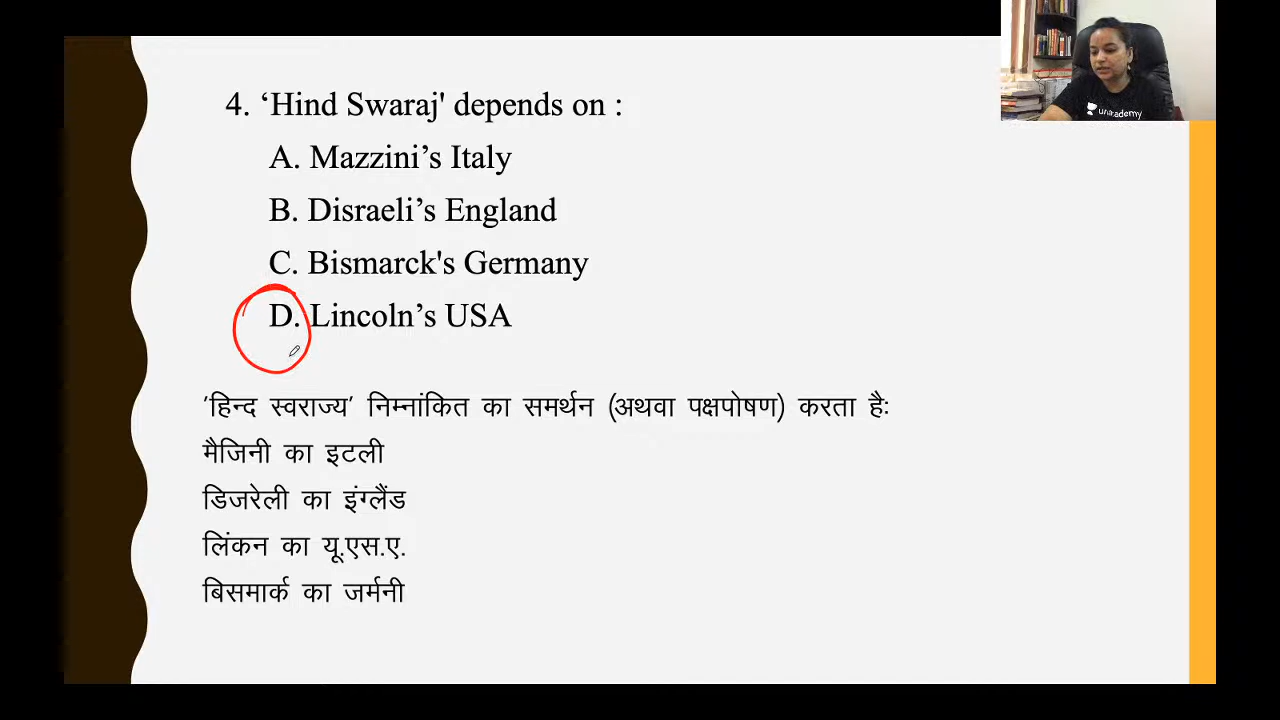 4. ‘Hind Swaraj' depends on :
A. Mazzini’s Italy
B. Disraeli’s England
C. Bismarck's Germany
D. Lincoln’s USA
'हिन्द स्वराज्य' निम्नांकित का समर्थन (अथवा पक्षपोषण) करता है:
मैजिनी का इटली
डिजरेली का इंग्लैंड
लिंकन का यू.एस.ए.
बिसमार्क का जर्मनी
unacademy